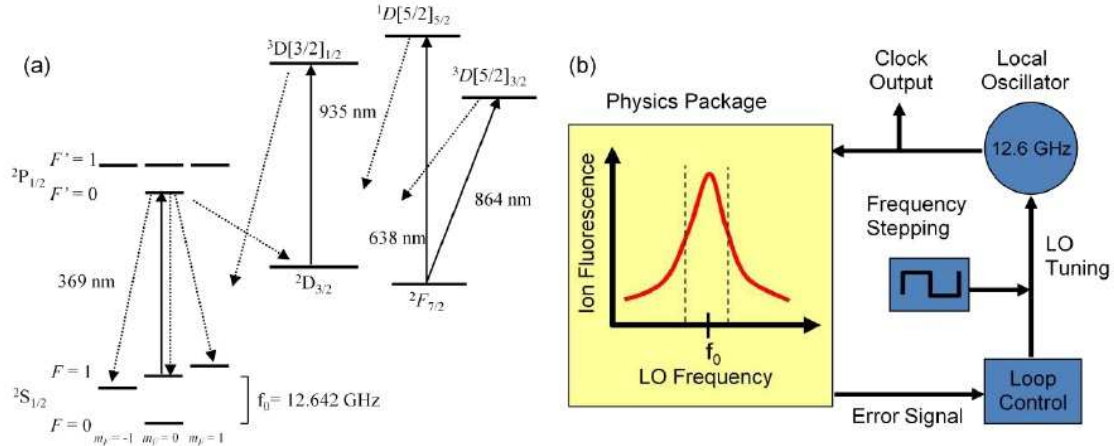 (a)
¹D[5/2]₅/₂
³D[3/2]₁/₂
³D[5/2]₃/₂
935 nm
F' = 1
²P₁/₂
F' = 0
864 nm
638 nm
369 nm
²D₃/₂
²F₇/₂
F = 1
²S₁/₂
f₀= 12.642 GHz
F = 0
m_F = -1 m_F = 0 m_F = 1
(b)
Clock
Output
Local
Oscillator
Physics Package
12.6 GHz
Ion Fluorescence
Frequency
Stepping
LO
Tuning
f₀
LO Frequency
Loop
Control
Error Signal